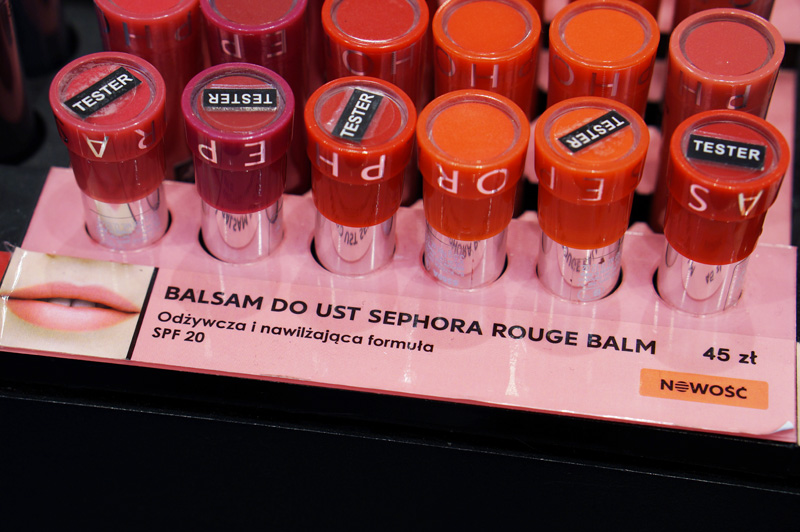 TESTER
TESTER
TESTER
TESTER
TESTER
BALSAM DO UST SEPHORA ROUGE BALM
Odżywcza i nawilżająca formuła
SPF 20
45 zł
NOWOŚĆ